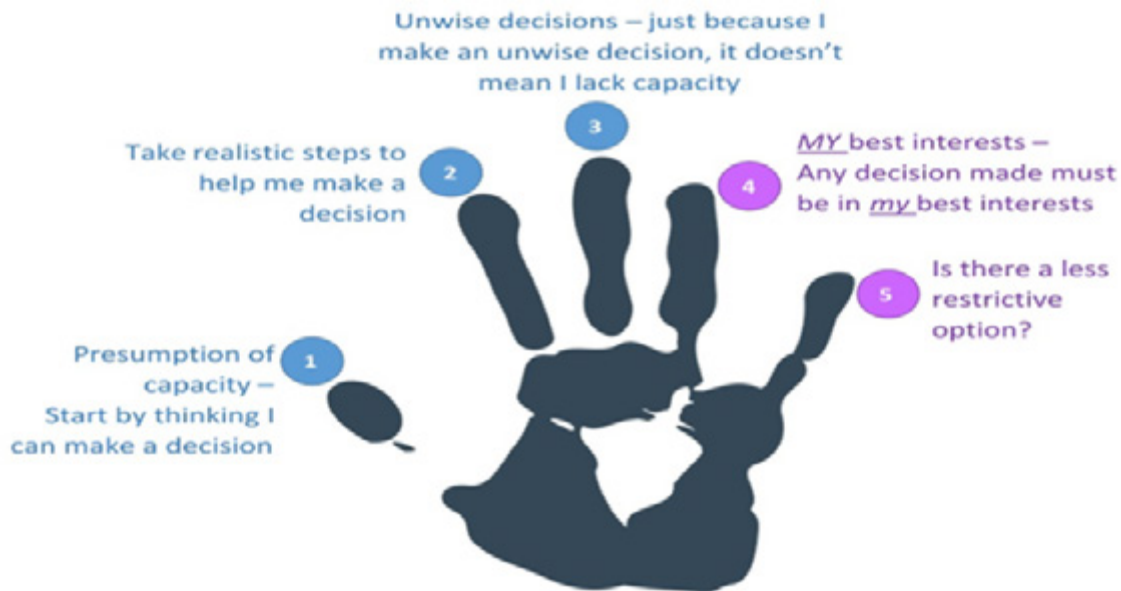 1
Presumption of
capacity –
Start by thinking I
can make a decision
2
Take realistic steps to
help me make a
decision
3
Unwise decisions – just because I
make an unwise decision, it doesn't
mean I lack capacity
4
MY best interests –
Any decision made must
be in my best interests
5
Is there a less
restrictive
option?